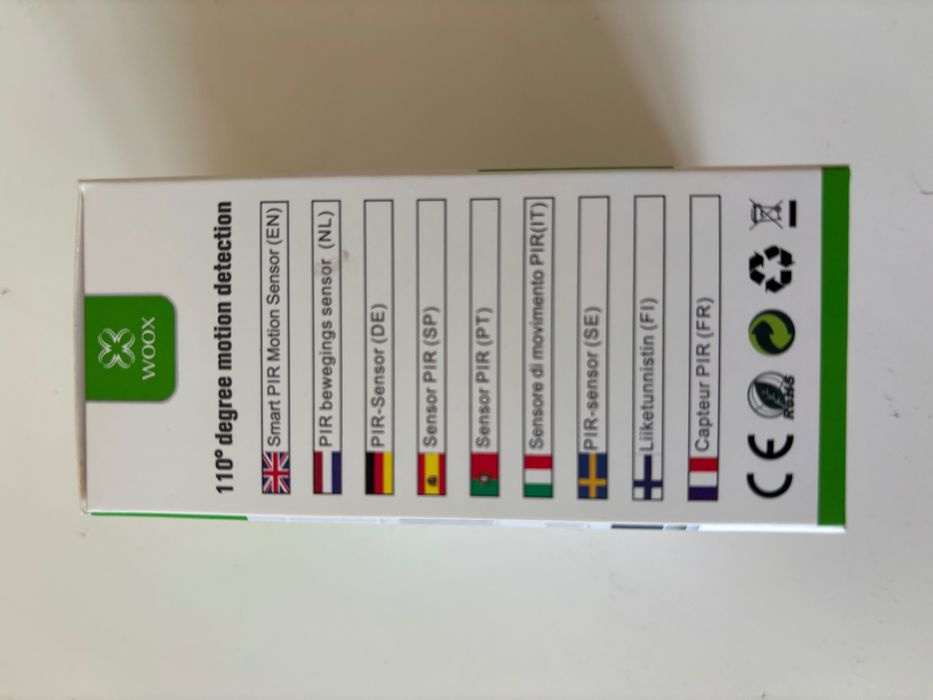 WOOX
110° degree motion detection
Smart PIR Motion Sensor (EN)
PIR bewegings sensor (NL)
PIR-Sensor (DE)
Sensor PIR (SP)
Sensor PIR (PT)
Sensore di movimento PIR(IT)
PIR-sensor (SE)
Liiketunnistin (FI)
Capteur PIR (FR)
CE RoHS